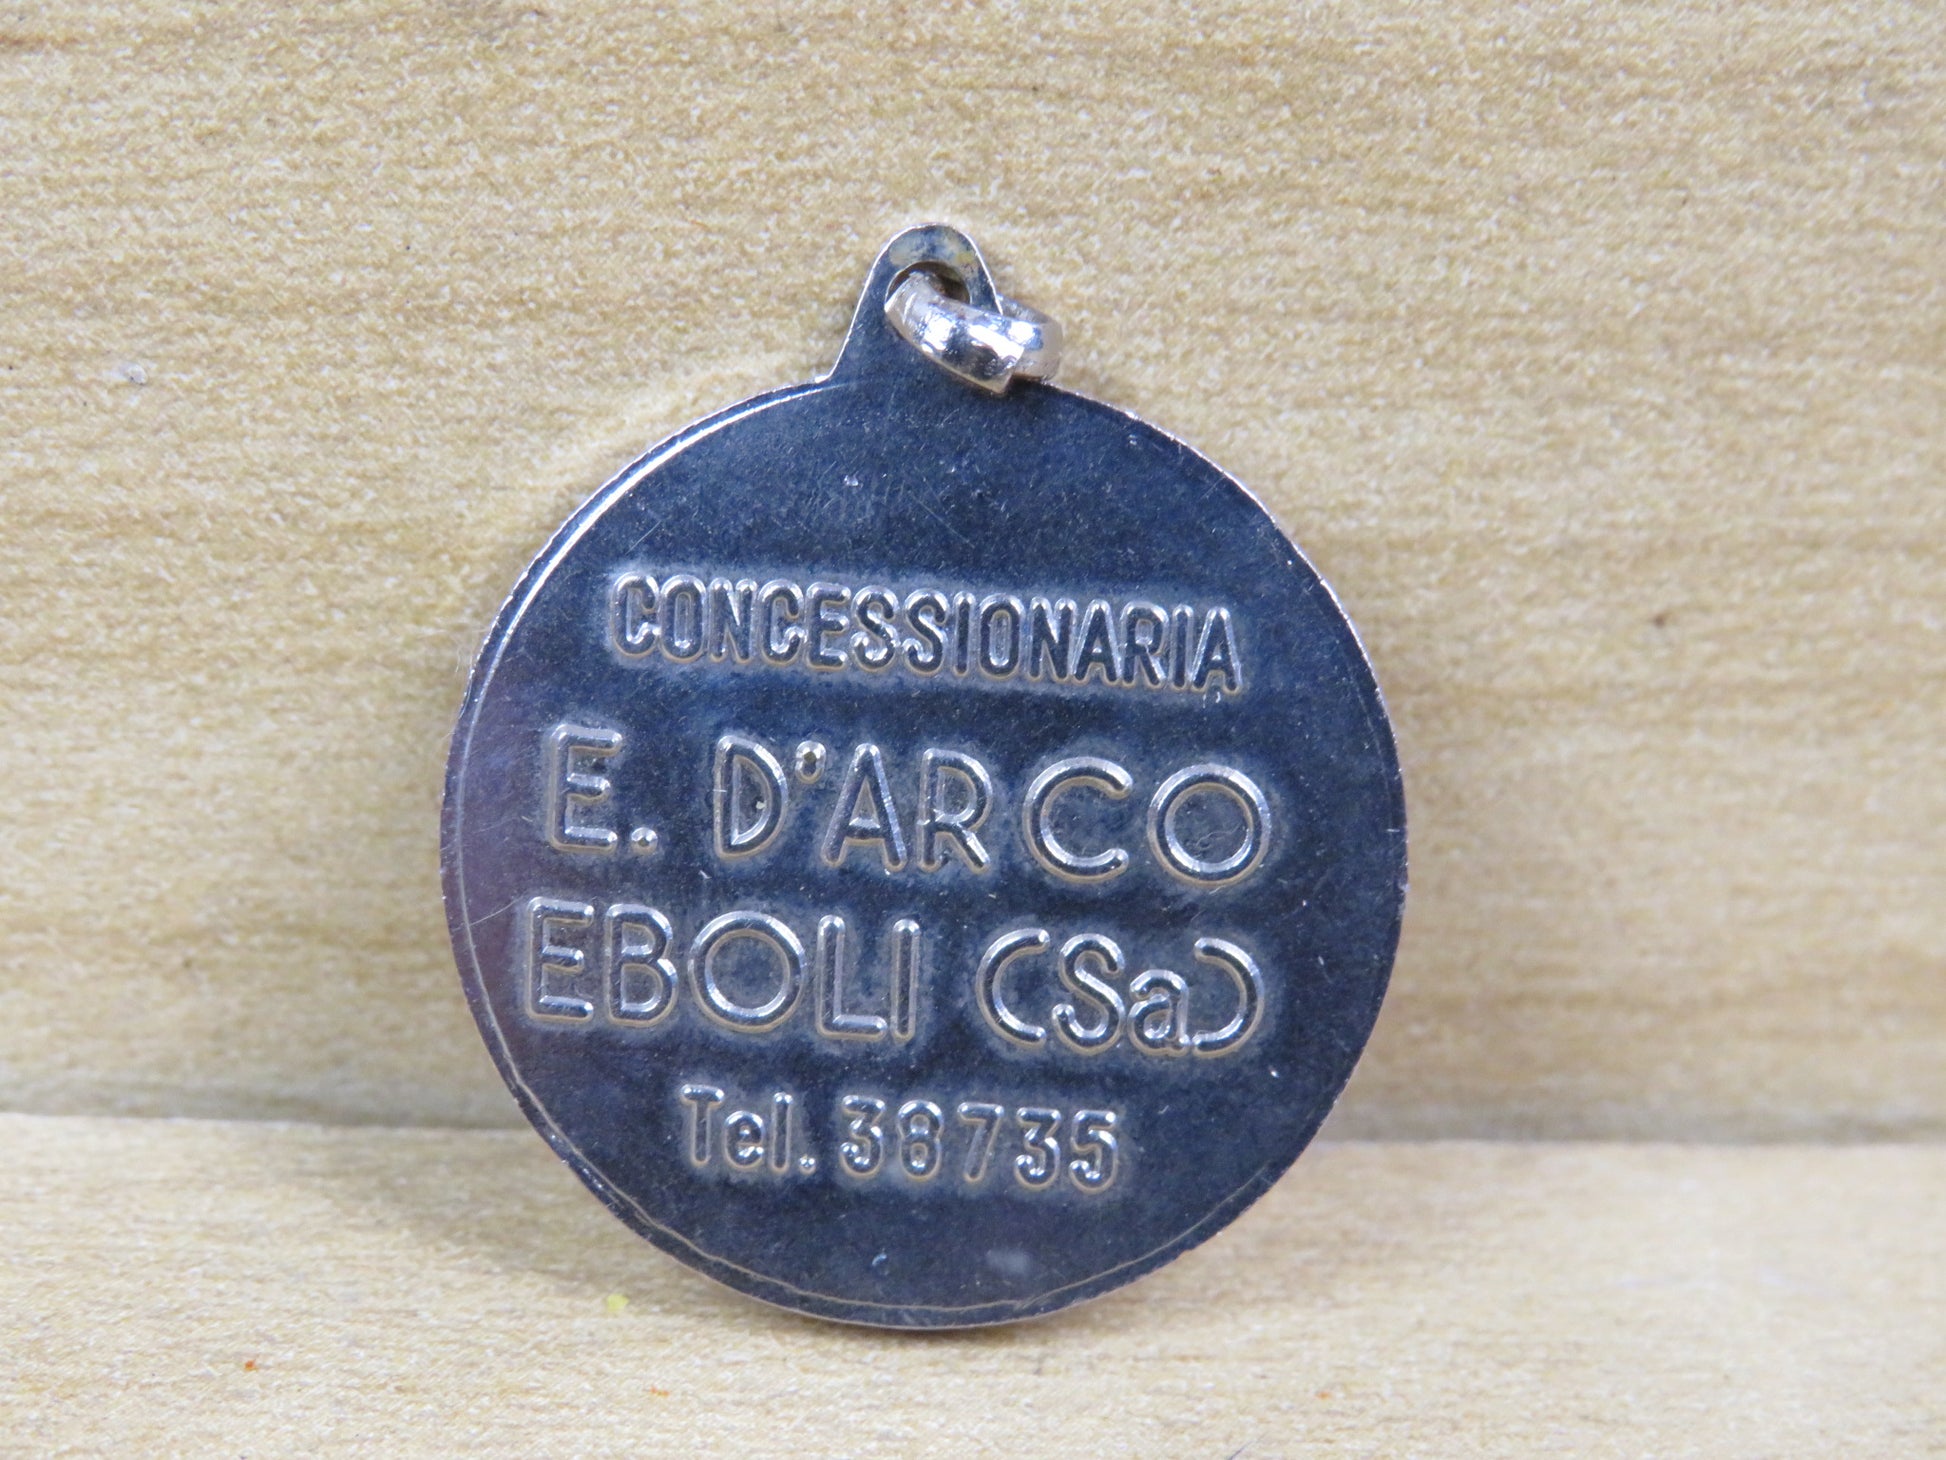 CONCESSIONARIA
E. D'ARCO
EBOLI (Sa)
Tel. 38735